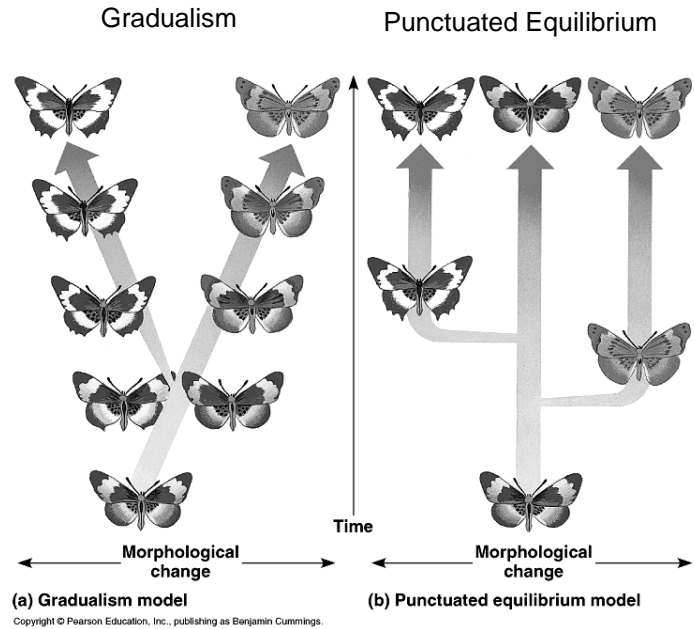 Gradualism
Punctuated Equilibrium
Time
Morphological
change
Morphological
change
(a) Gradualism model
(b) Punctuated equilibrium model
Copyright © Pearson Education, Inc., publishing as Benjamin Cummings.